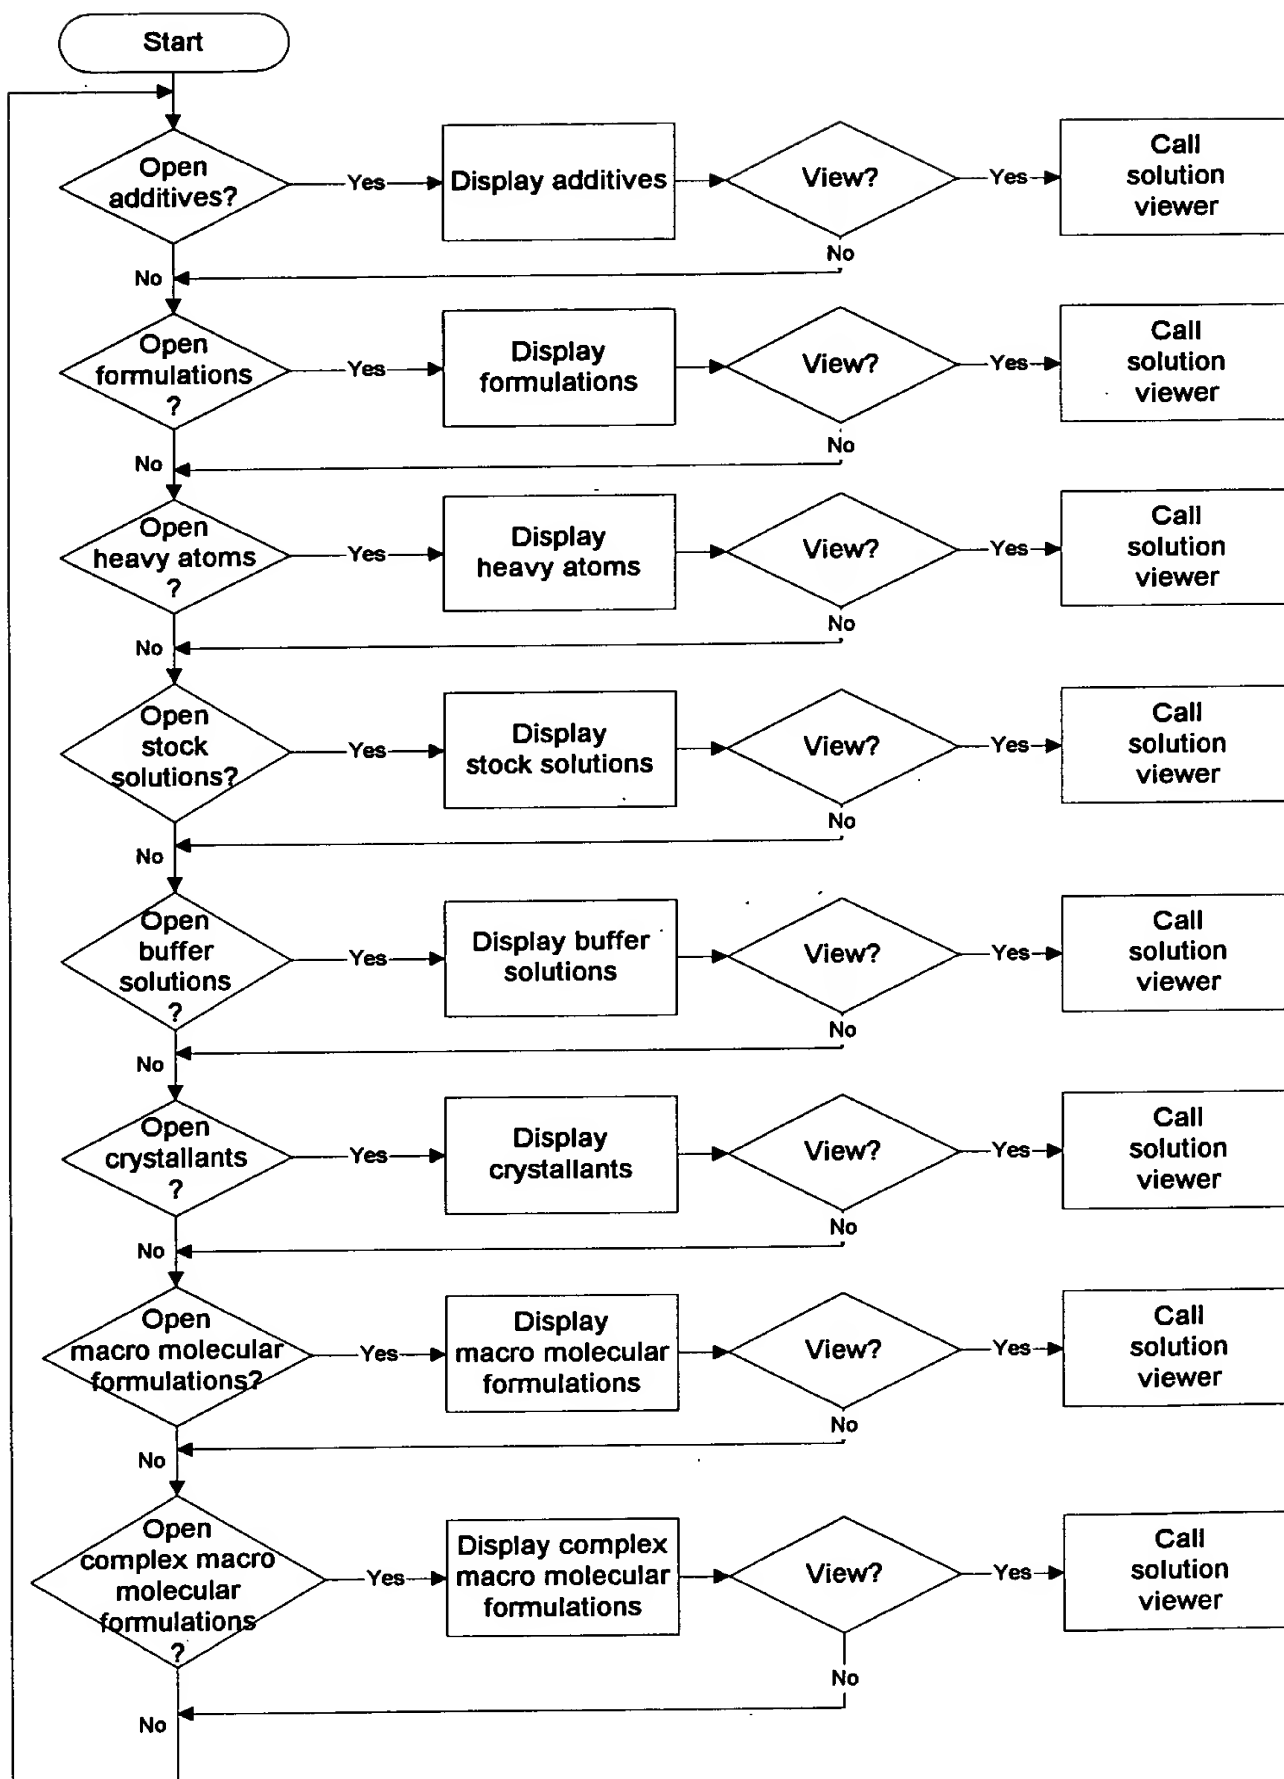 Start
Open
additives?
Yes
Display additives
View?
Yes
Call
solution
viewer
No
No
Open
formulations
?
Yes
Display
formulations
View?
Yes
Call
solution
viewer
No
No
Open
heavy atoms
?
Yes
Display
heavy atoms
View?
Yes
Call
solution
viewer
No
No
Open
stock
solutions?
Yes
Display
stock solutions
View?
Yes
Call
solution
viewer
No
No
Open
buffer
solutions
?
Yes
Display buffer
solutions
View?
Yes
Call
solution
viewer
No
No
Open
crystallants
?
Yes
Display
crystallants
View?
Yes
Call
solution
viewer
No
No
Open
macro molecular
formulations?
Yes
Display
macro molecular
formulations
View?
Yes
Call
solution
viewer
No
No
Open
complex macro
molecular
formulations
?
Yes
Display complex
macro molecular
formulations
View?
Yes
Call
solution
viewer
No
No